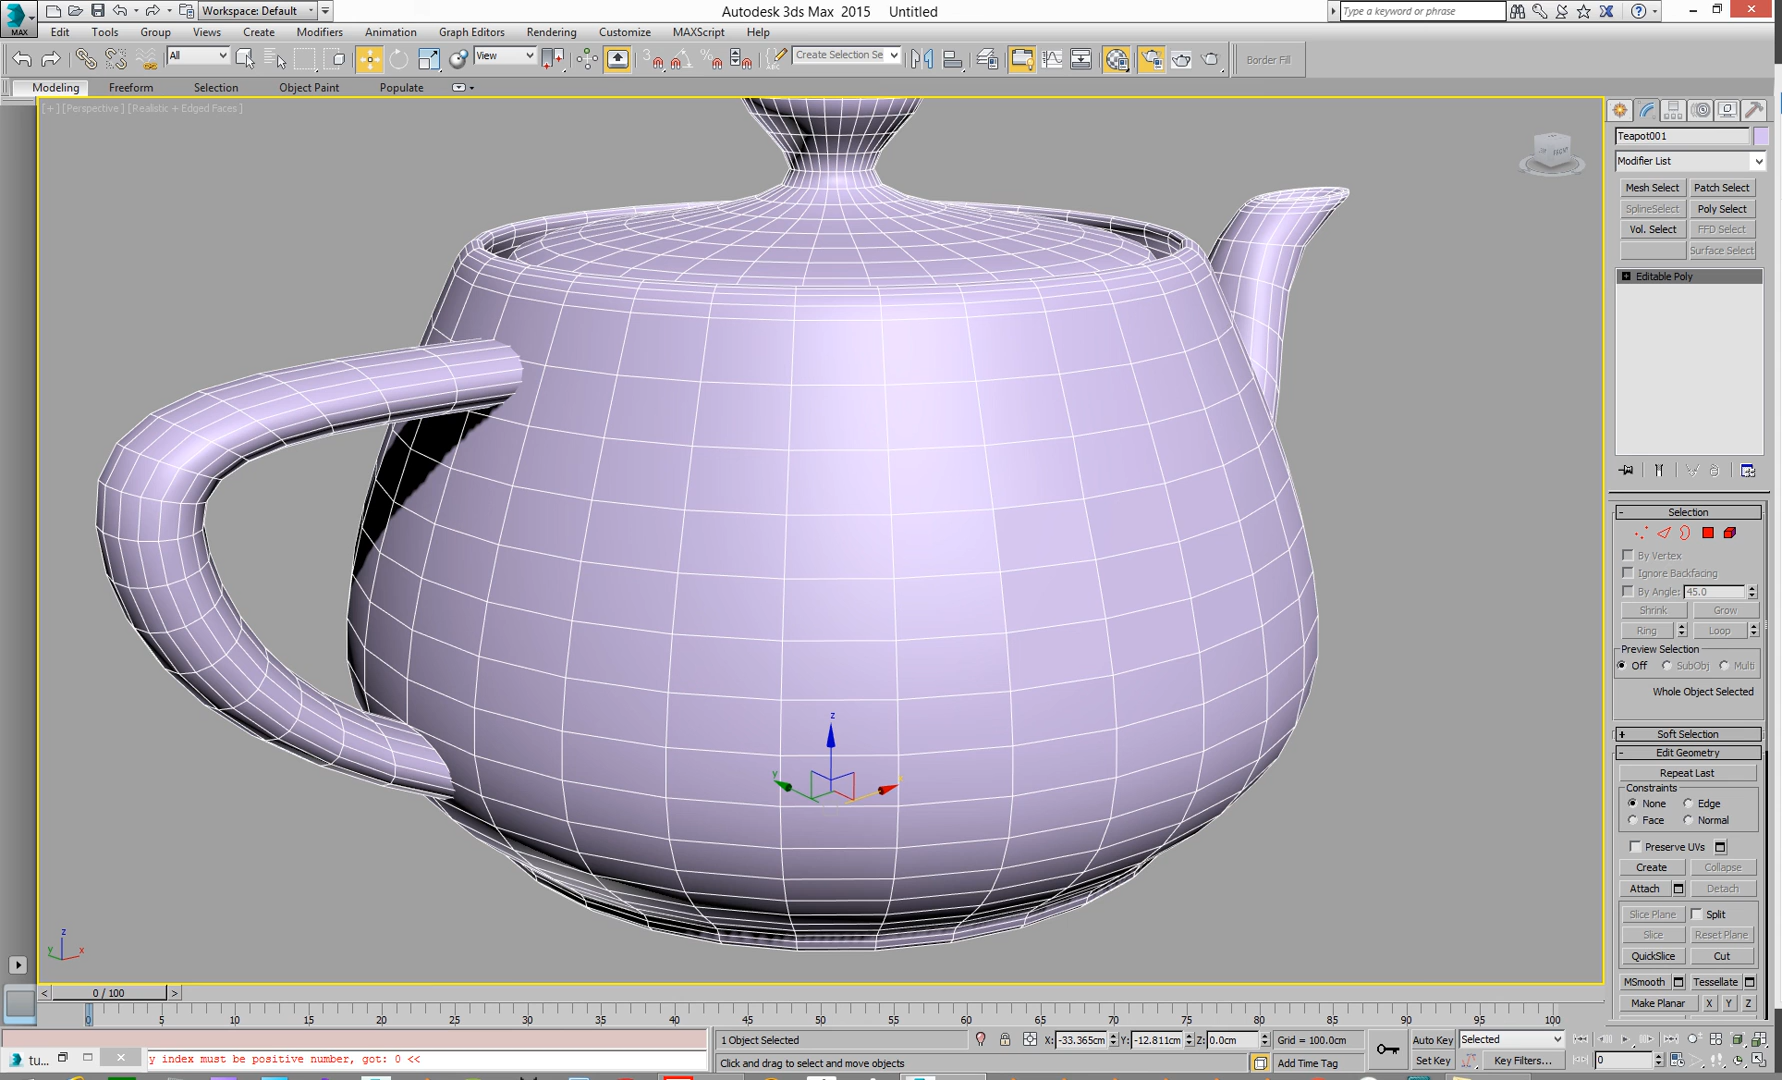 Workspace: Default
Autodesk 3ds Max 2015 Untitled
Type a keyword or phrase
MAX
Edit Tools Group Views Create Modifiers Animation Graph Editors Rendering Customize MAXScript Help
All View Create Selection Se Border Fill
Modeling Freeform Selection Object Paint Populate
[+] [Perspective] [Realistic + Edged Faces]
Teapot001
Modifier List
Mesh Select Patch Select
SplineSelect Poly Select
Vol. Select FFD Select
Surface Select
Editable Poly
Selection
By Vertex
Ignore Backfacing
By Angle: 45.0
Shrink Grow
Ring Loop
Preview Selection
Off SubObj Multi
Whole Object Selected
+ Soft Selection
- Edit Geometry
Repeat Last
Constraints
None Edge
Face Normal
Preserve UVs
Create Collapse
Attach Detach
Slice Plane Split
Slice Reset Plane
QuickSlice Cut
MSmooth Tessellate
Make Planar X Y Z
z
y
z
y x
< 0 / 100 >
0 5 10 15 20 25 30 35 40 45 50 55 60 65 70 75 80 85 90 95 100
1 Object Selected X: -33.365cm Y: -12.811cm Z: 0.0cm Grid = 100.0cm Auto Key Selected
tu... y index must be positive number, got: 0 << Click and drag to select and move objects Add Time Tag Set Key Key Filters... 0